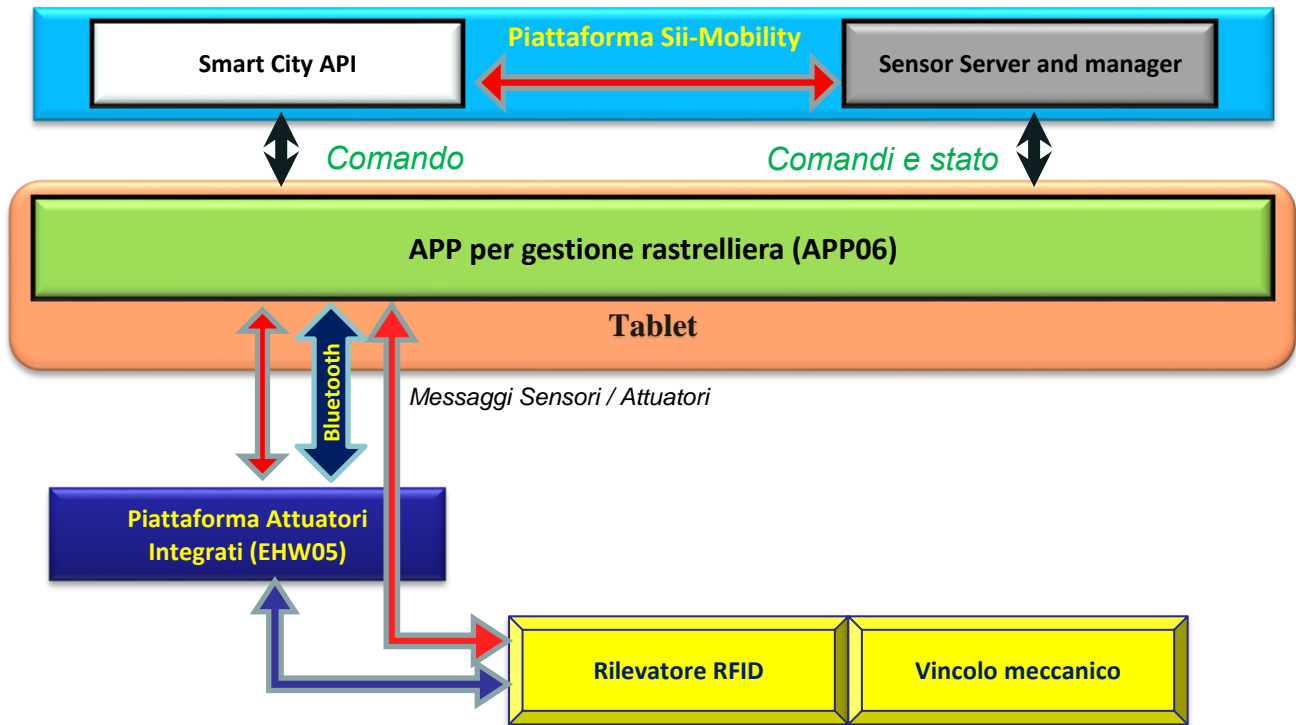 Piattaforma Sii-Mobility
Smart City API
Sensor Server and manager
Comando
Comandi e stato
APP per gestione rastrelliera (APP06)
Tablet
Bluetooth
Messaggi Sensori / Attuatori
Piattaforma Attuatori
Integrati (EHW05)
Rilevatore RFID
Vincolo meccanico